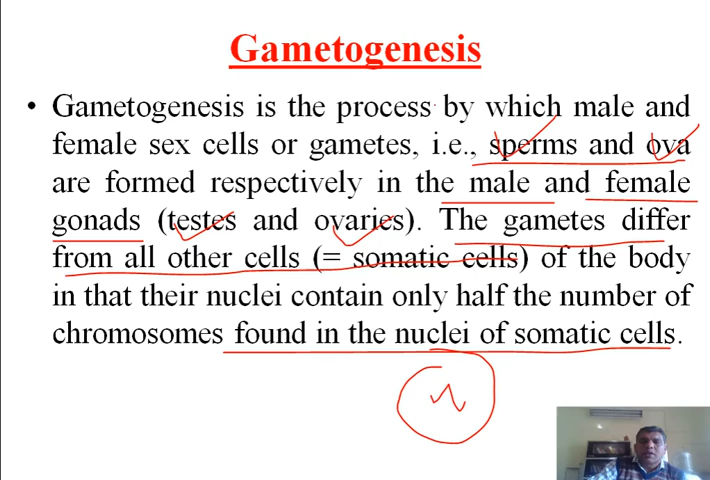 Gametogenesis
• Gametogenesis is the process by which male and
female sex cells or gametes, i.e., sperms and ova
are formed respectively in the male and female
gonads (testes and ovaries). The gametes differ
from all other cells (= somatic cells) of the body
in that their nuclei contain only half the number of
chromosomes found in the nuclei of somatic cells.
n